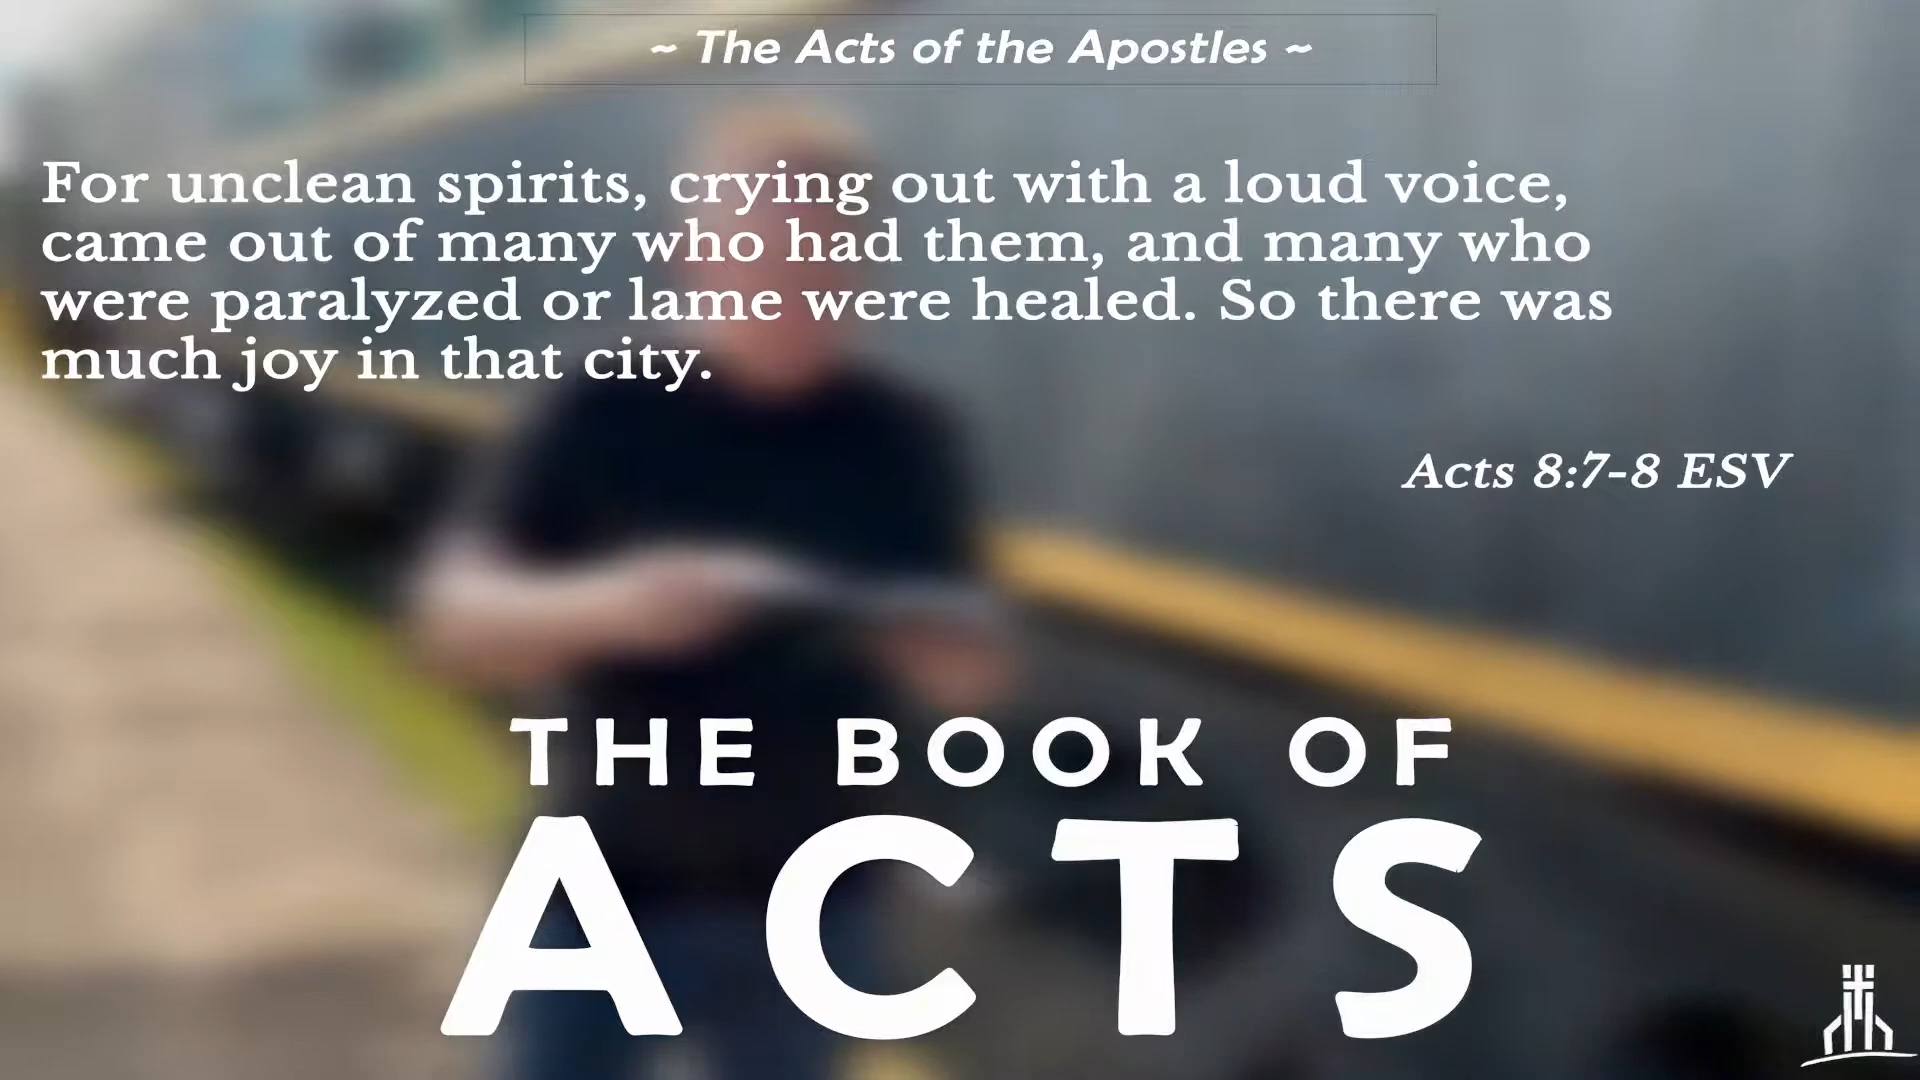 ~ The Acts of the Apostles ~
For unclean spirits, crying out with a loud voice,
came out of many who had them, and many who
were paralyzed or lame were healed. So there was
much joy in that city.
Acts 8:7-8 ESV
THE BOOK OF
ACTS